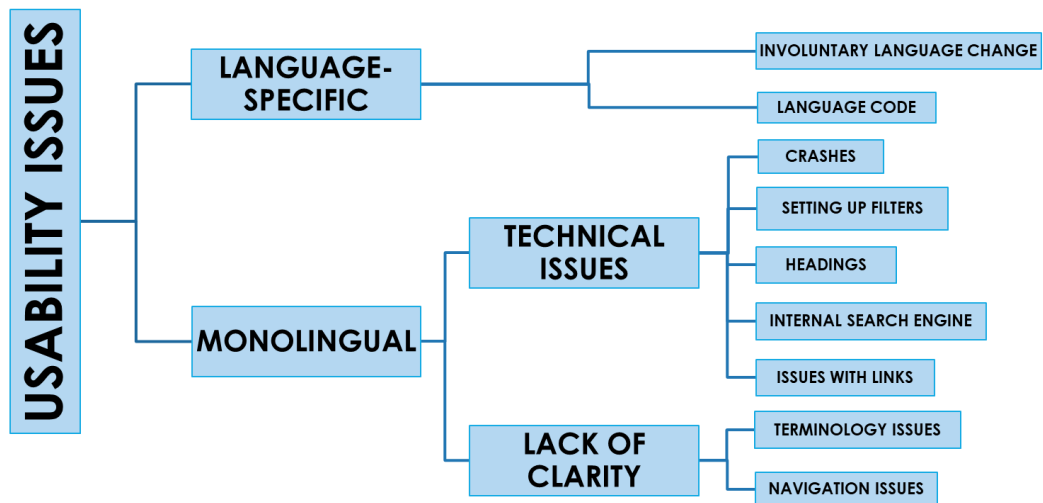 USABILITY ISSUES
LANGUAGE-
SPECIFIC
INVOLUNTARY LANGUAGE CHANGE
LANGUAGE CODE
MONOLINGUAL
TECHNICAL
ISSUES
CRASHES
SETTING UP FILTERS
HEADINGS
INTERNAL SEARCH ENGINE
ISSUES WITH LINKS
LACK OF
CLARITY
TERMINOLOGY ISSUES
NAVIGATION ISSUES